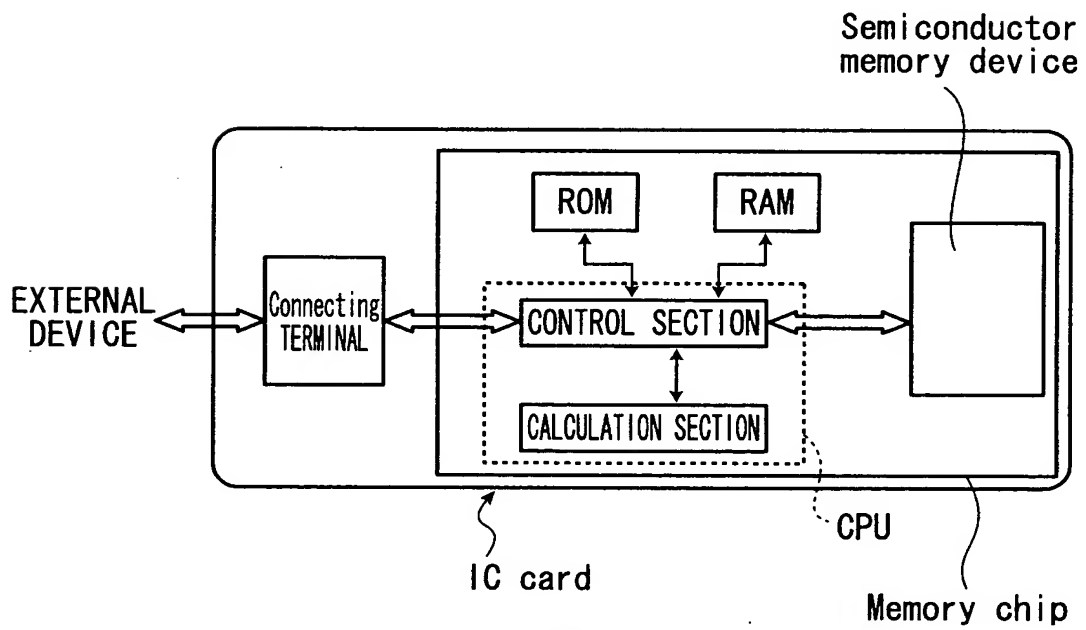 Semiconductor
memory device
ROM
RAM
EXTERNAL
DEVICE
Connecting
TERMINAL
CONTROL SECTION
CALCULATION SECTION
CPU
IC card
Memory chip